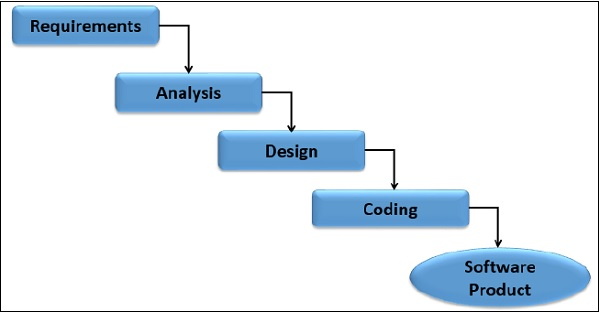 Requirements
Analysis
Design
Coding
Software
Product